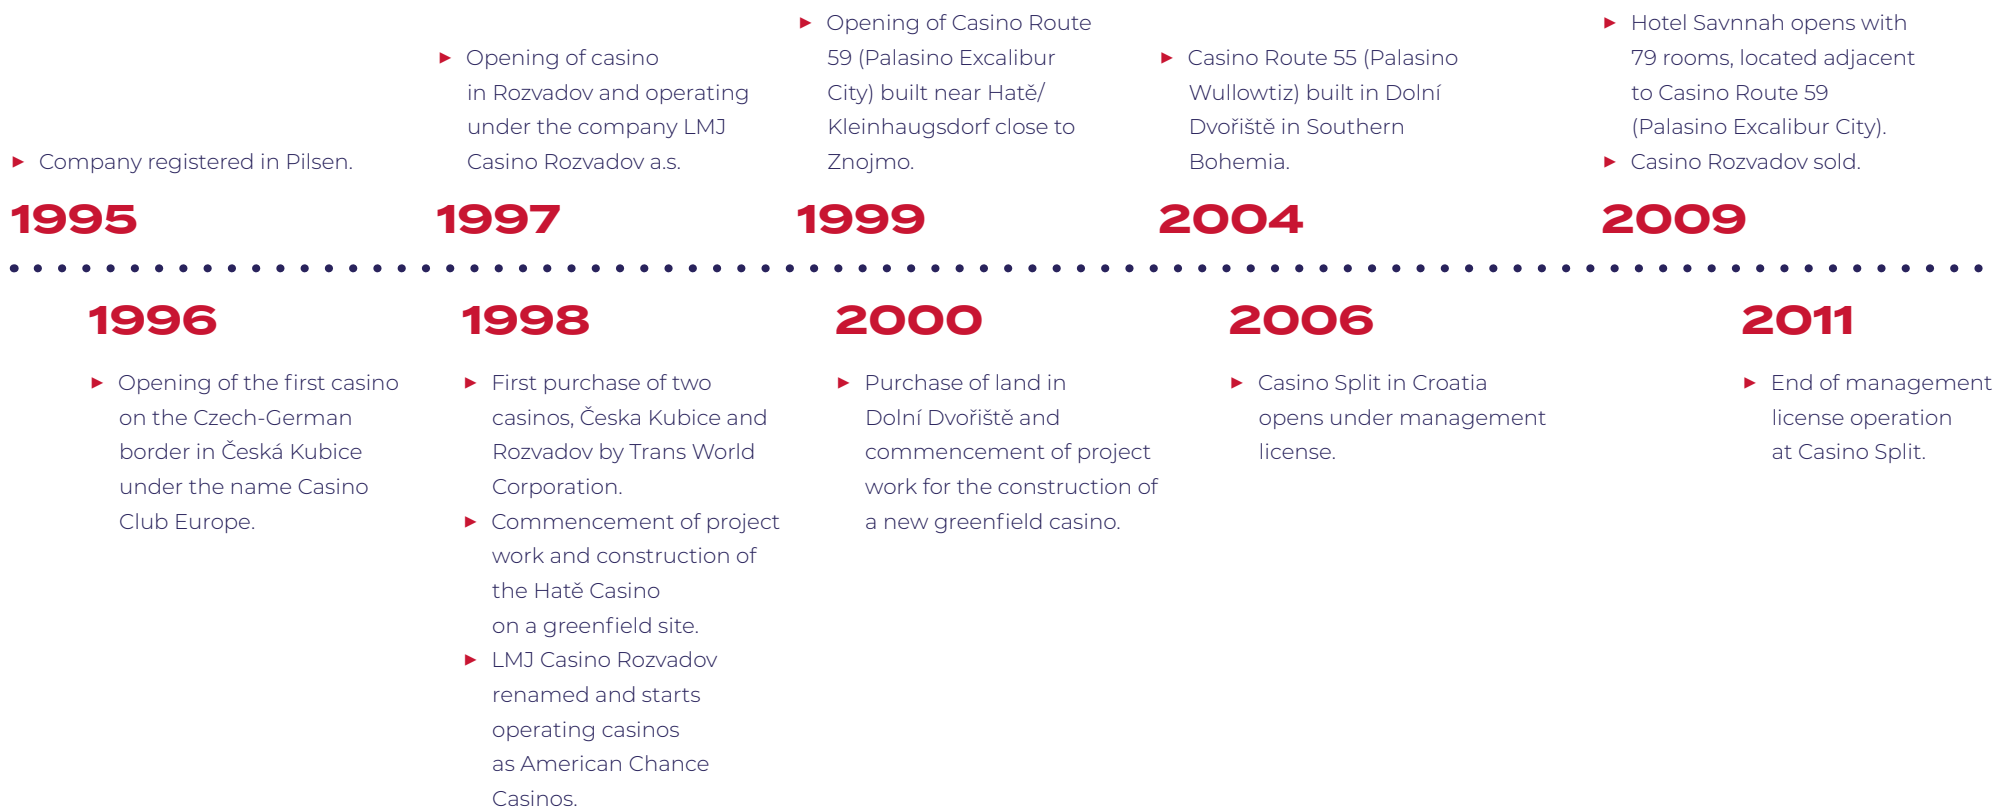 ► Company registered in Pilsen.
1995
► Opening of casino
in Rozvadov and operating
under the company LMJ
Casino Rozvadov a.s.
1997
► Opening of Casino Route
59 (Palasino Excalibur
City) built near Hatě/
Kleinhaugsdorf close to
Znojmo.
1999
► Casino Route 55 (Palasino
Wullowtiz) built in Dolní
Dvořiště in Southern
Bohemia.
2004
► Hotel Savnnah opens with
79 rooms, located adjacent
to Casino Route 59
(Palasino Excalibur City).
► Casino Rozvadov sold.
2009
1996
► Opening of the first casino
on the Czech-German
border in Česká Kubice
under the name Casino
Club Europe.
1998
► First purchase of two
casinos, Česka Kubice and
Rozvadov by Trans World
Corporation.
► Commencement of project
work and construction of
the Hatě Casino
on a greenfield site.
► LMJ Casino Rozvadov
renamed and starts
operating casinos
as American Chance
Casinos.
2000
► Purchase of land in
Dolní Dvořiště and
commencement of project
work for the construction of
a new greenfield casino.
2006
► Casino Split in Croatia
opens under management
license.
2011
► End of management
license operation
at Casino Split.